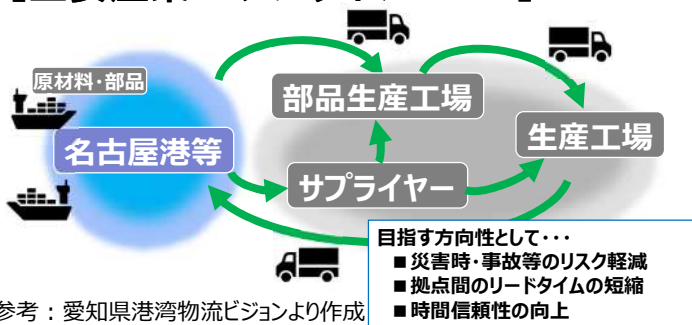 原材料・部品
名古屋港等
部品生産工場
生産工場
サプライヤー
目指す方向性として・・・
■災害時・事故等のリスク軽減
■拠点間のリードタイムの短縮
■時間信頼性の向上
参考：愛知県港湾物流ビジョンより作成